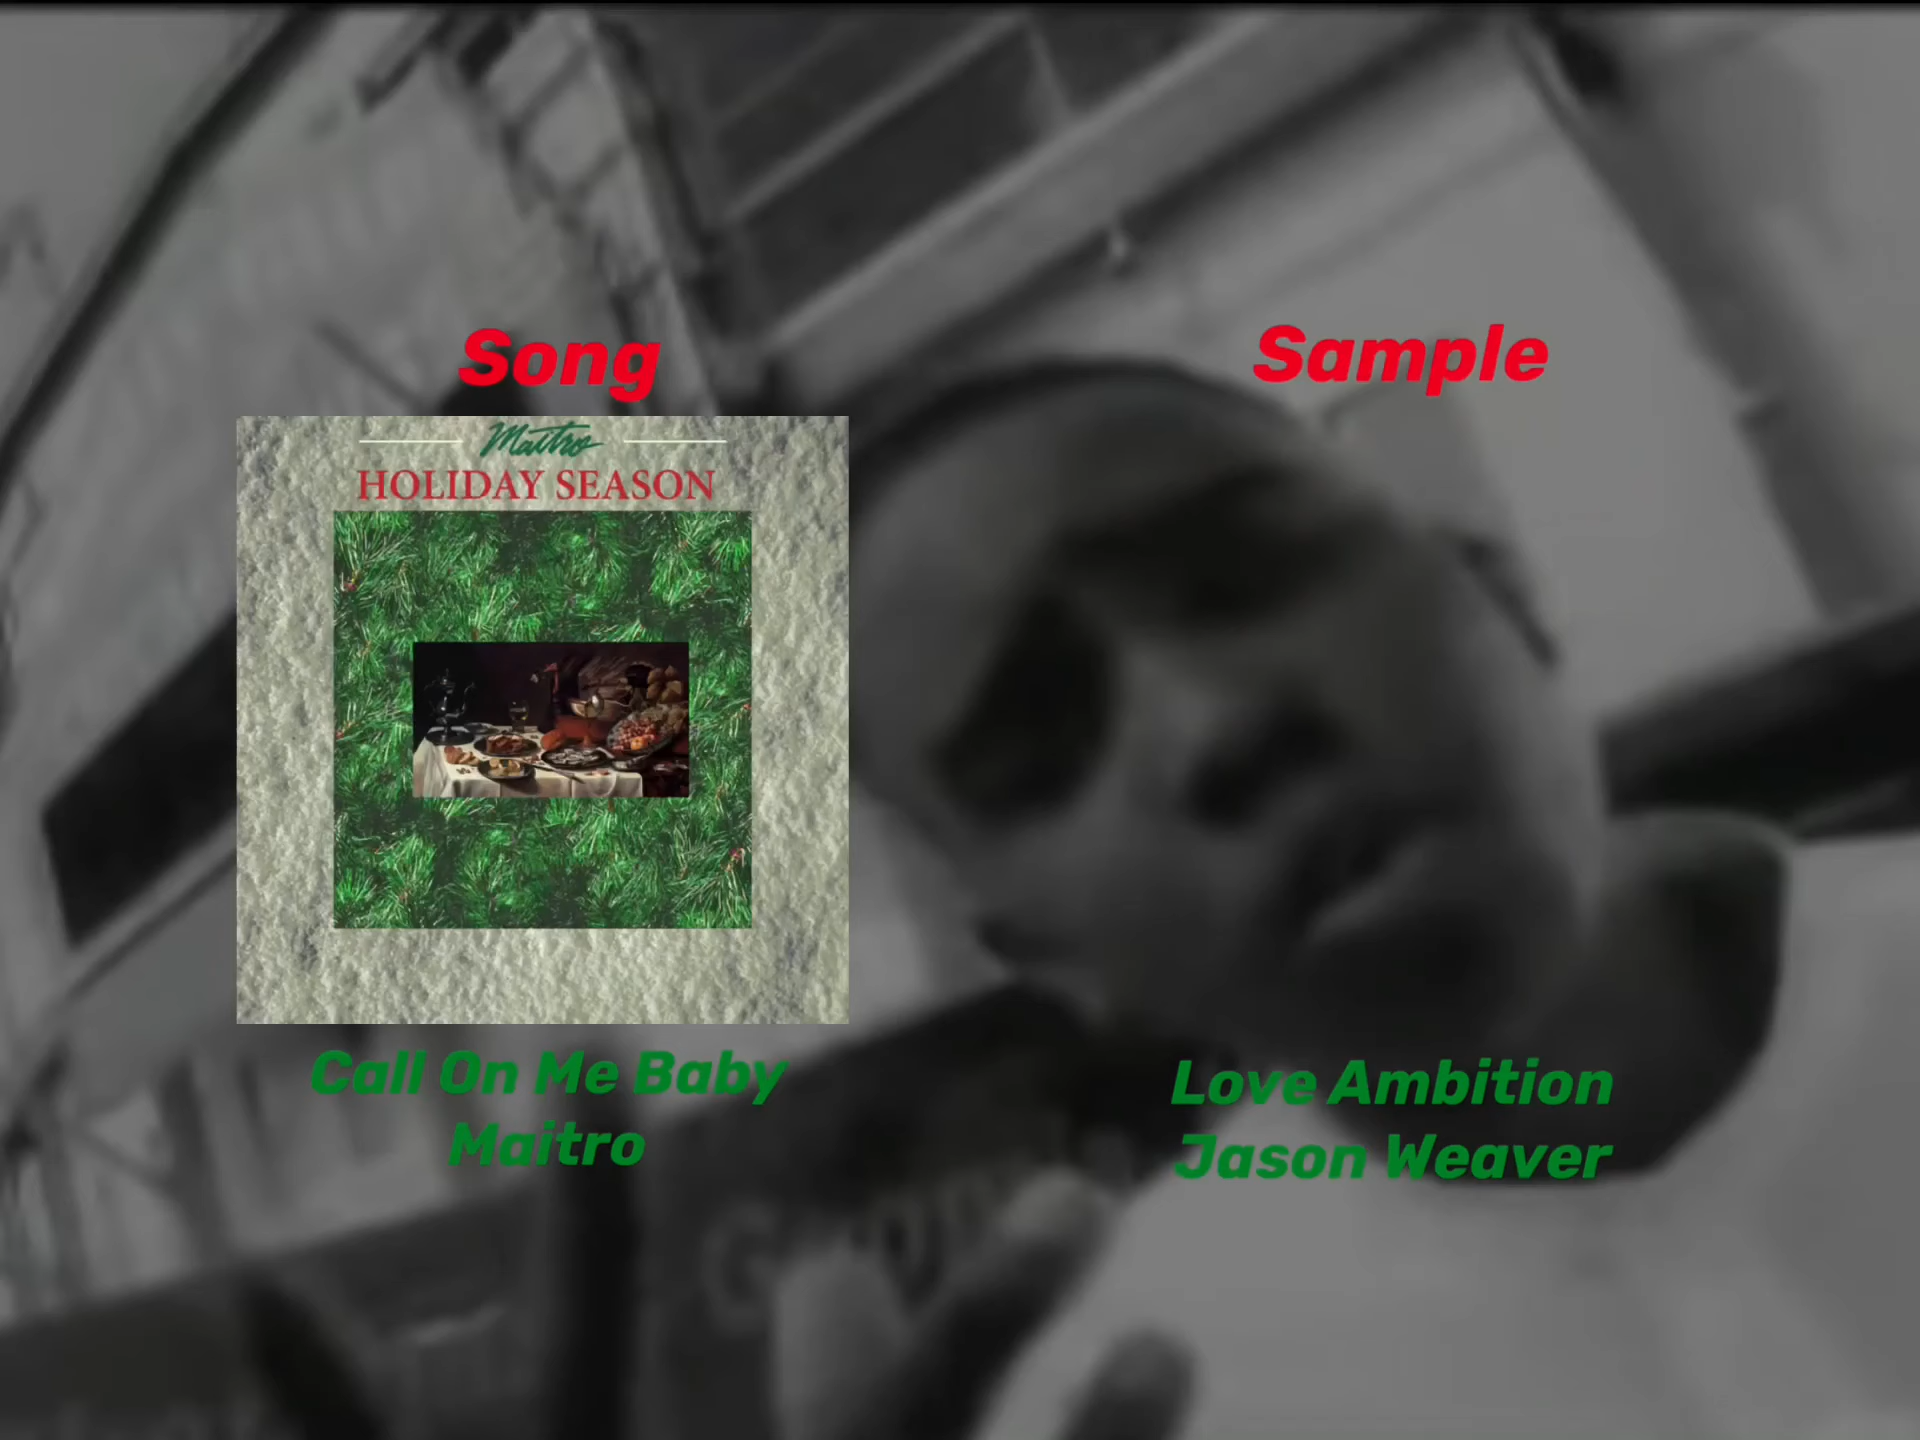 Song
Sample
Maitro
HOLIDAY SEASON
Call On Me Baby
Maitro
Love Ambition
Jason Weaver